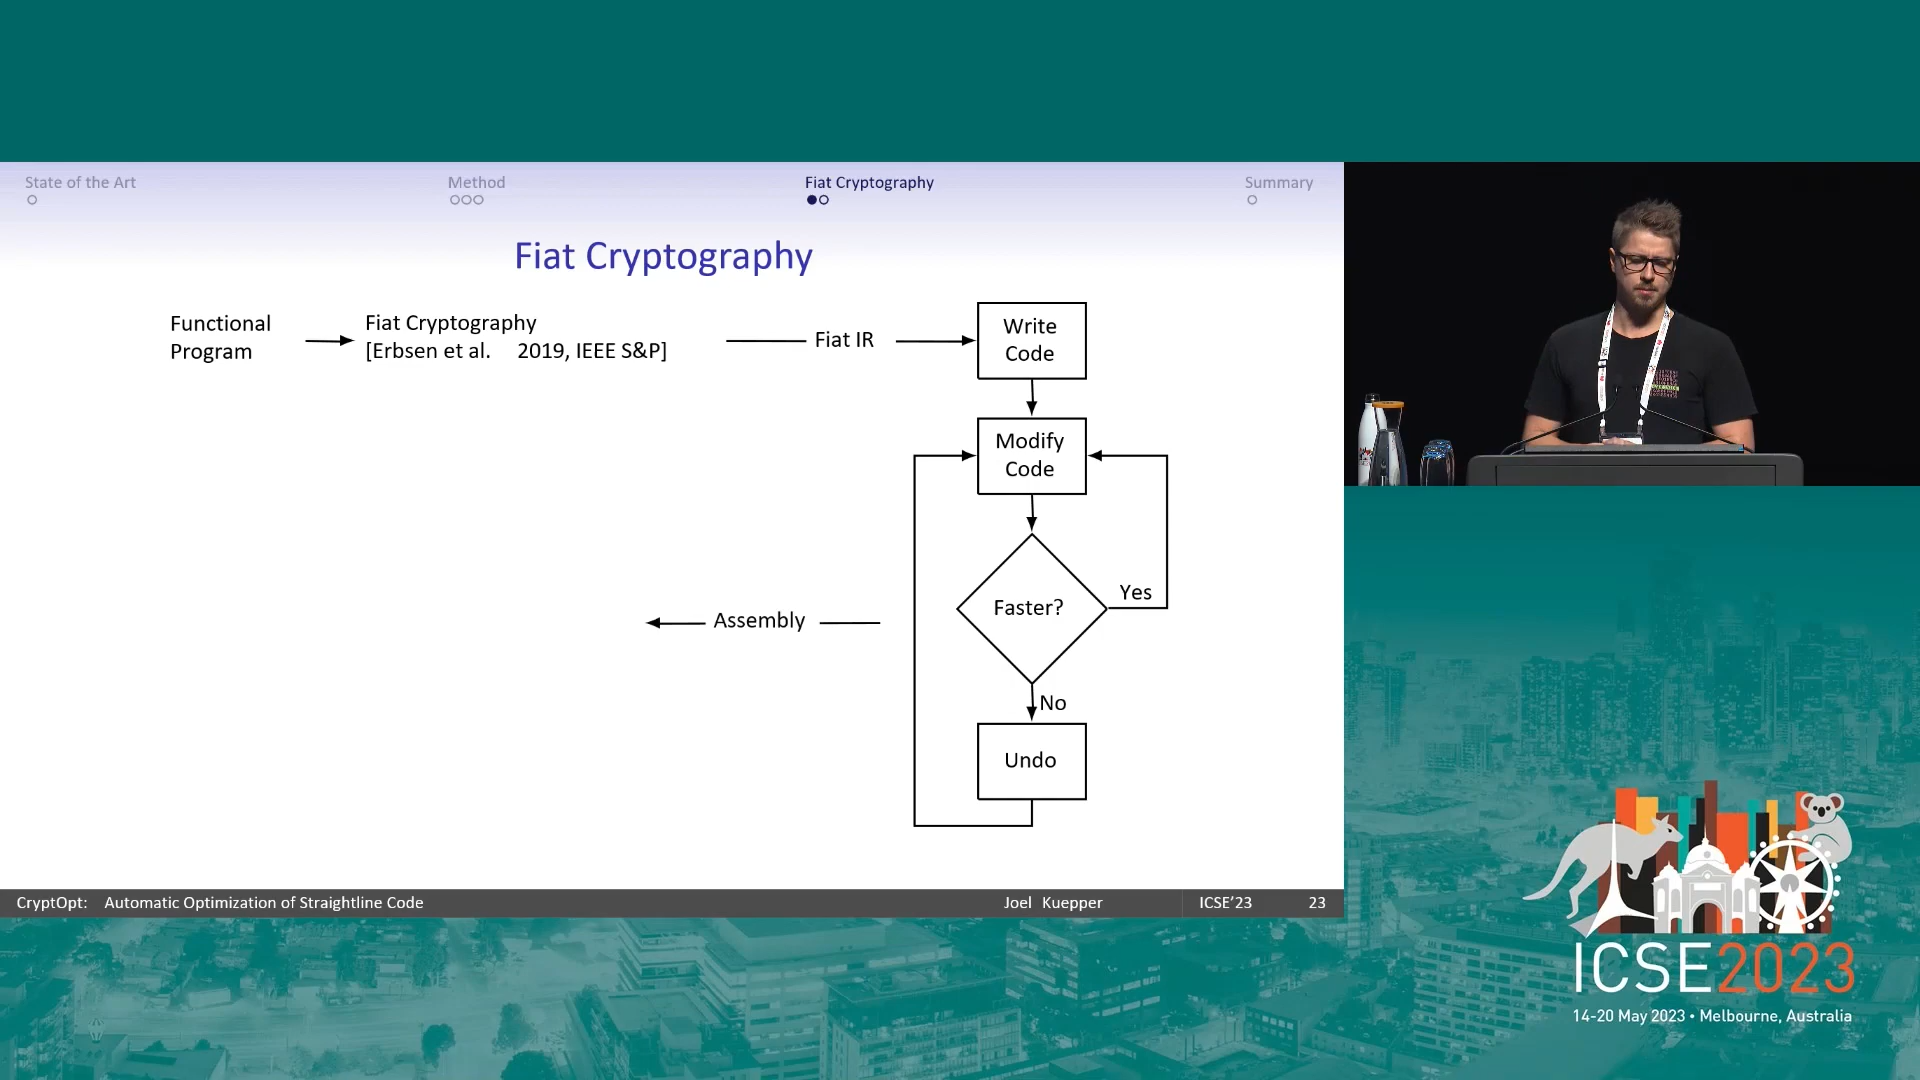 State of the Art
Method
Fiat Cryptography
Summary
Fiat Cryptography
Functional
Program
Fiat Cryptography
[Erbsen et al. 2019, IEEE S&P]
Fiat IR
Write
Code
Modify
Code
Faster?
Yes
Assembly
No
Undo
CryptOpt: Automatic Optimization of Straightline Code
Joel Kuepper
ICSE'23
23
ICSE2023
14-20 May 2023 • Melbourne, Australia